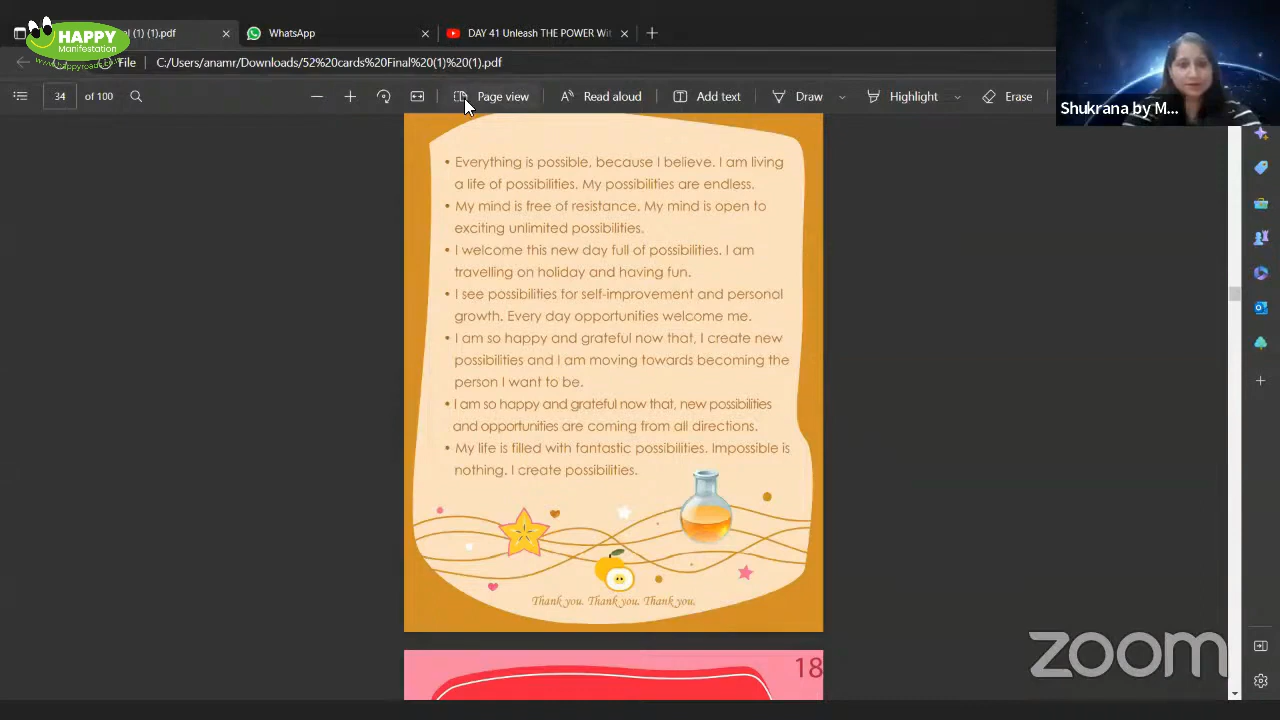 HAPPY
Manifestation
www.happyroads.in
al (1) (1).pdf
WhatsApp
DAY 41 Unleash THE POWER Wit
File
C:/Users/anamr/Downloads/52%20cards%20Final%20(1)%20(1).pdf
34 of 100
Page view
Read aloud
Add text
Draw
Highlight
Erase
Shukrana by M...
• Everything is possible, because I believe. I am living
a life of possibilities. My possibilities are endless.
• My mind is free of resistance. My mind is open to
exciting unlimited possibilities.
• I welcome this new day full of possibilities. I am
travelling on holiday and having fun.
• I see possibilities for self-improvement and personal
growth. Every day opportunities welcome me.
• I am so happy and grateful now that, I create new
possibilities and I am moving towards becoming the
person I want to be.
• I am so happy and grateful now that, new possibilities
and opportunities are coming from all directions.
• My life is filled with fantastic possibilities. Impossible is
nothing. I create possibilities.
Thank you. Thank you. Thank you.
18
zoom